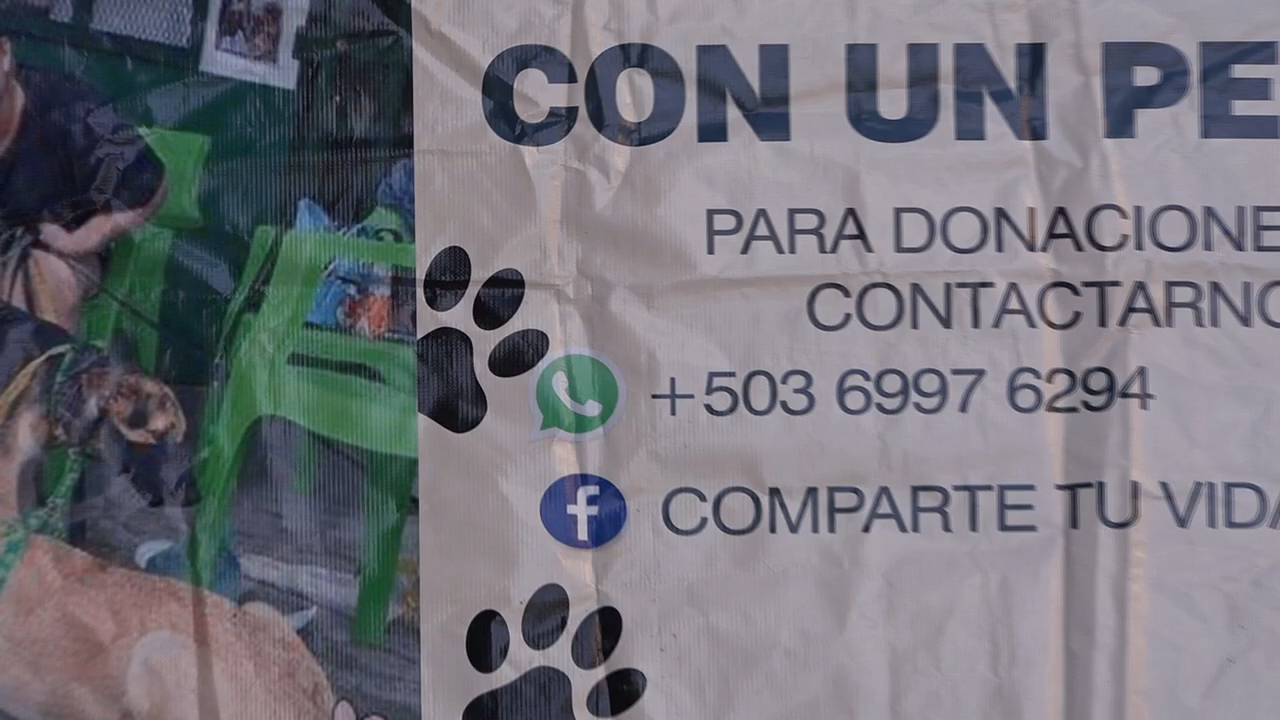 CON UN PE
PARA DONACIONE
CONTACTARNO
+503 6997 6294
f COMPARTE TU VIDA